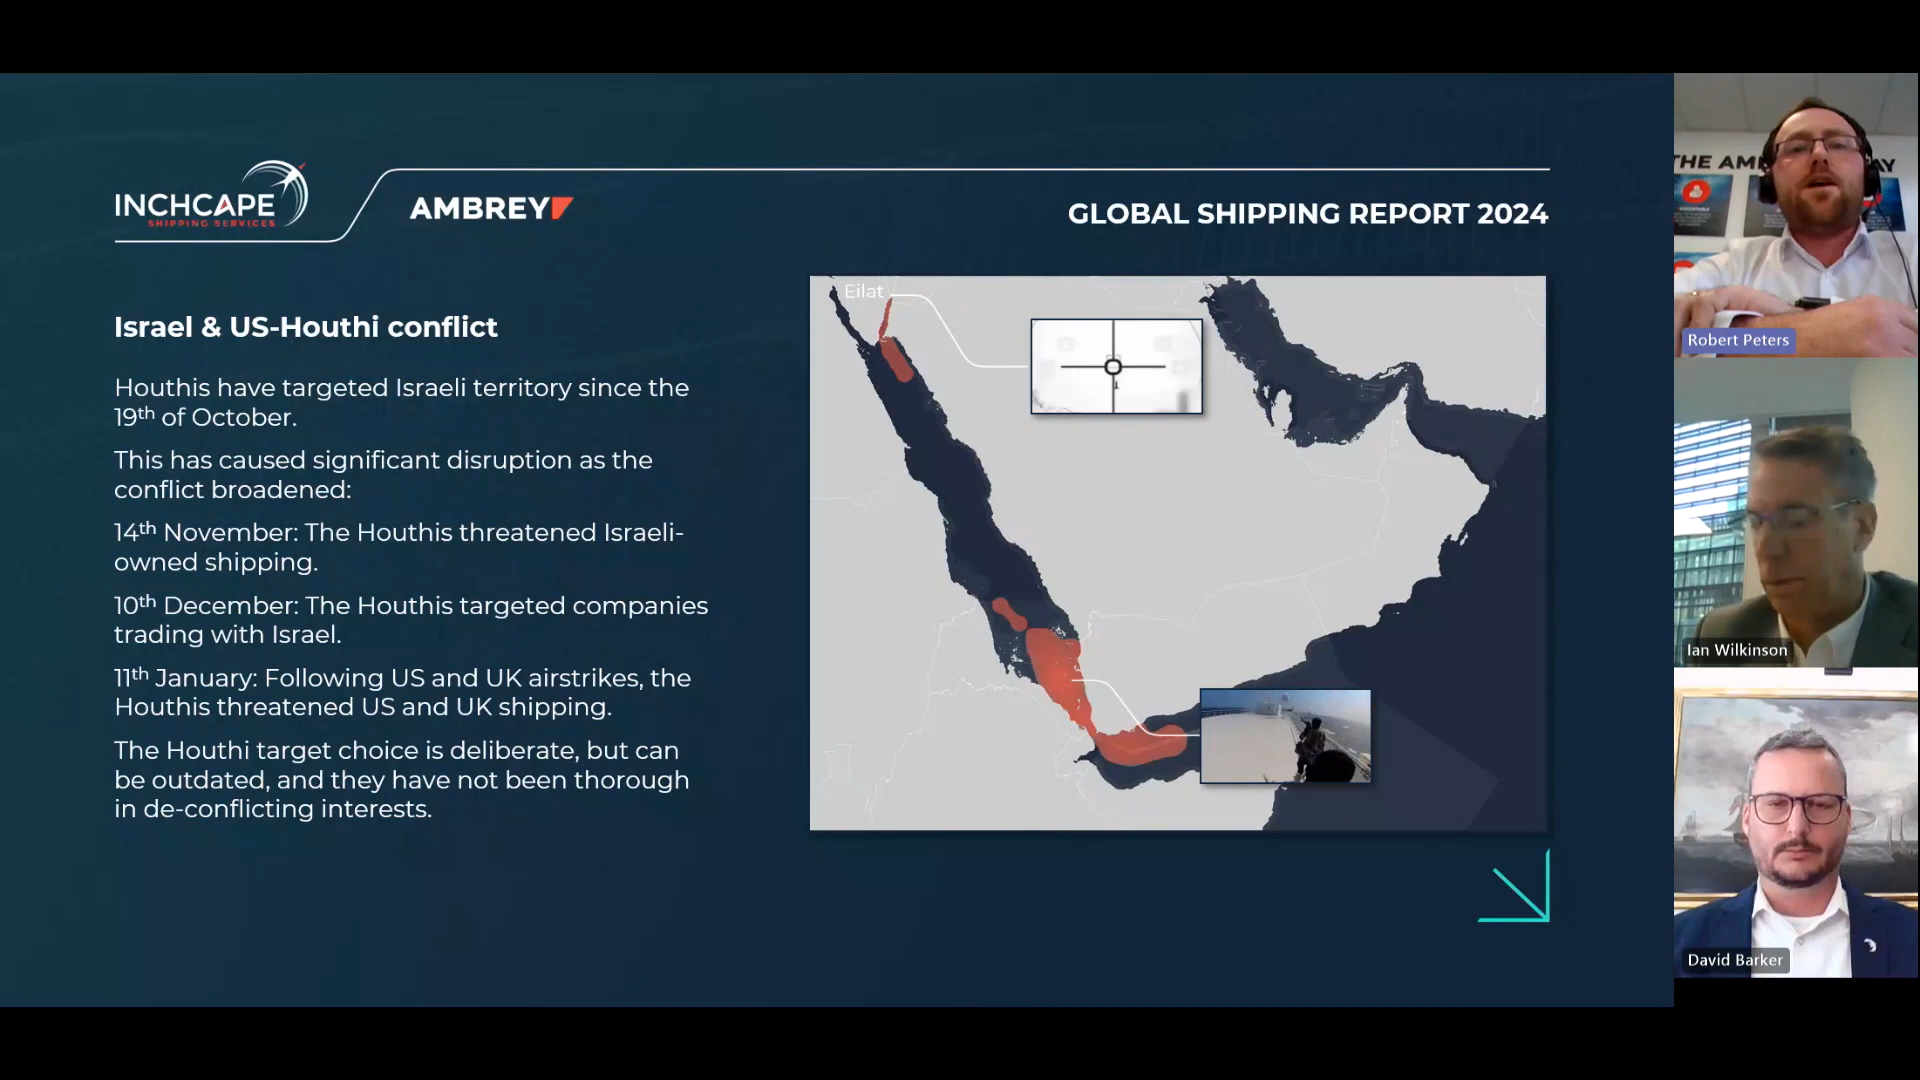 INCHCAPE
SHIPPING SERVICES
AMBREY
GLOBAL SHIPPING REPORT 2024
Israel & US-Houthi conflict
Houthis have targeted Israeli territory since the
19th of October.
This has caused significant disruption as the
conflict broadened:
14th November: The Houthis threatened Israeli-
owned shipping.
10th December: The Houthis targeted companies
trading with Israel.
11th January: Following US and UK airstrikes, the
Houthis threatened US and UK shipping.
The Houthi target choice is deliberate, but can
be outdated, and they have not been thorough
in de-conflicting interests.
Eilat
THE AM
AY
Robert Peters
Ian Wilkinson
David Barker